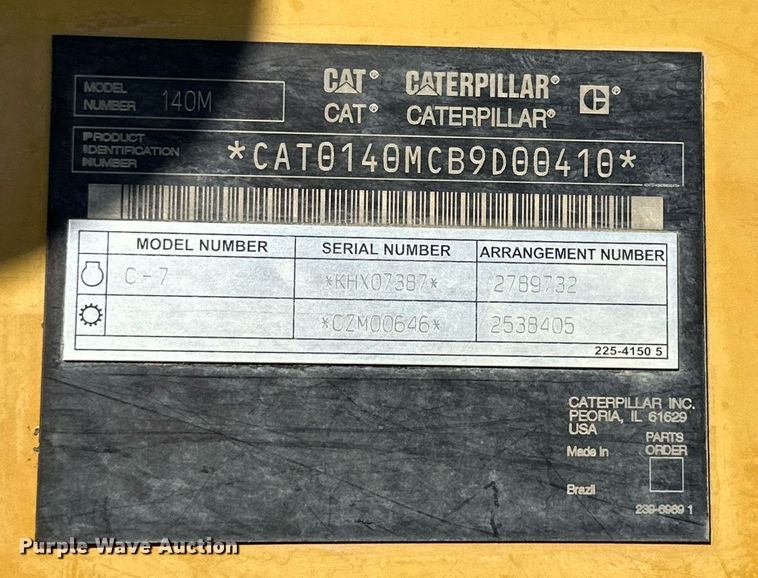 MODEL NUMBER 140M
CAT® CATERPILLAR®
CAT® CATERPILLAR® C®
PRODUCT IDENTIFICATION NUMBER *CAT0140MCB9D00410*
MODEL NUMBER SERIAL NUMBER ARRANGEMENT NUMBER
C-7 *KHX07387* 2789732
*CZM00646* 2538405
225-4150 5
CATERPILLAR INC.
PEORIA, IL 61629
USA
Made In
Brazil
PARTS
ORDER
239-6969 1
Purple Wave Auction